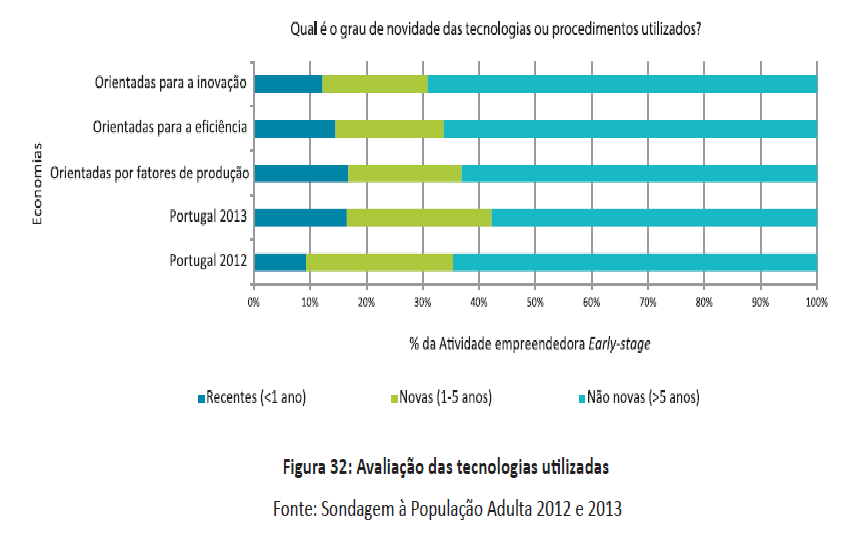 Qual é o grau de novidade das tecnologias ou procedimentos utilizados?
Economias
Orientadas para a inovação
Orientadas para a eficiência
Orientadas por fatores de produção
Portugal 2013
Portugal 2012
0% 10% 20% 30% 40% 50% 60% 70% 80% 90% 100%
% da Atividade empreendedora Early-stage
Recentes (<1 ano) Novas (1-5 anos) Não novas (>5 anos)
Figura 32: Avaliação das tecnologias utilizadas
Fonte: Sondagem à População Adulta 2012 e 2013